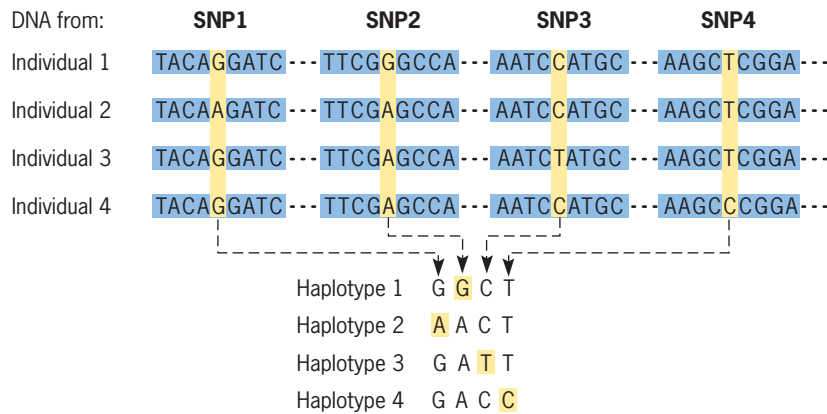 DNA from: SNP1 SNP2 SNP3 SNP4
Individual 1 TACAGGATC --- TTCGGGCCA --- AATCCATGC --- AAGCTCGGA ---
Individual 2 TACAAGATC --- TTCGAGCCA --- AATCCATGC --- AAGCTCGGA ---
Individual 3 TACAGGATC --- TTCGAGCCA --- AATCTATGC --- AAGCTCGGA ---
Individual 4 TACAGGATC --- TTCGAGCCA --- AATCCATGC --- AAGCCCGGA ---
Haplotype 1 G G C T
Haplotype 2 A A C T
Haplotype 3 G A T T
Haplotype 4 G A C C